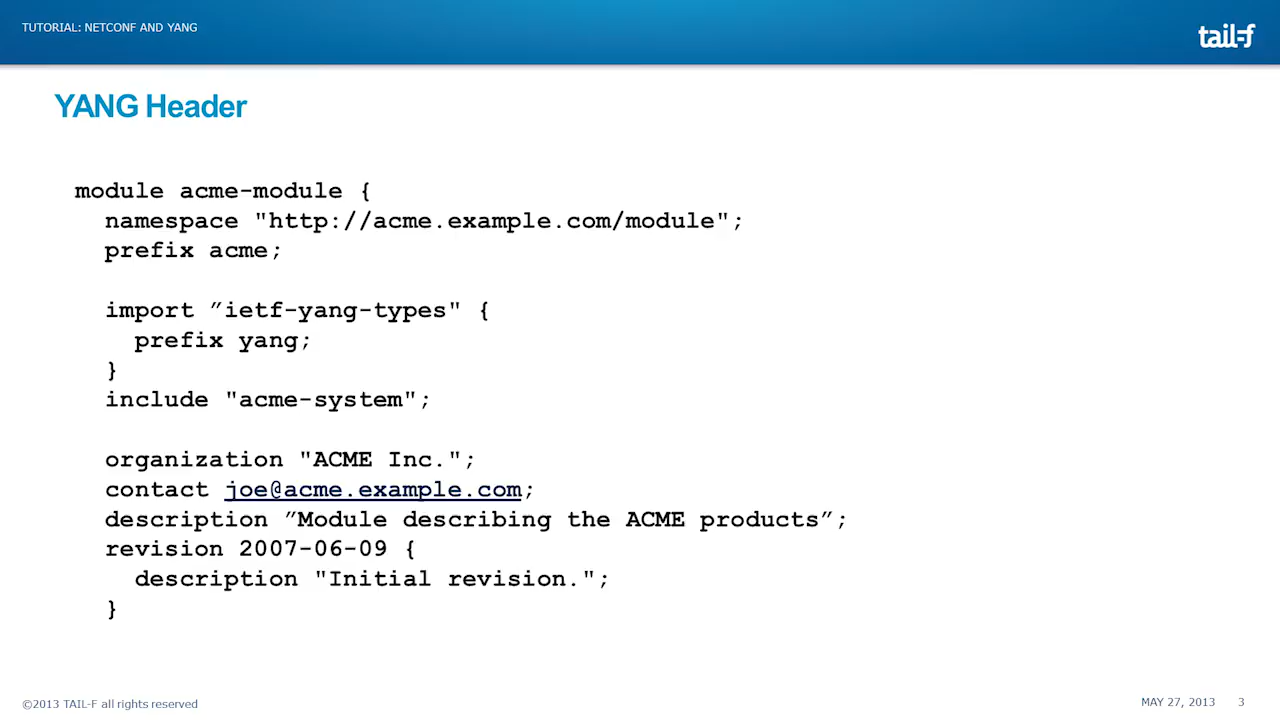 TUTORIAL: NETCONF AND YANG
tail-f
YANG Header
module acme-module {
namespace "http://acme.example.com/module";
prefix acme;
import ”ietf-yang-types" {
prefix yang;
}
include "acme-system";
organization "ACME Inc.";
contact joe@acme.example.com;
description ”Module describing the ACME products”;
revision 2007-06-09 {
description "Initial revision.";
}
©2013 TAIL-F all rights reserved
MAY 27, 2013 3